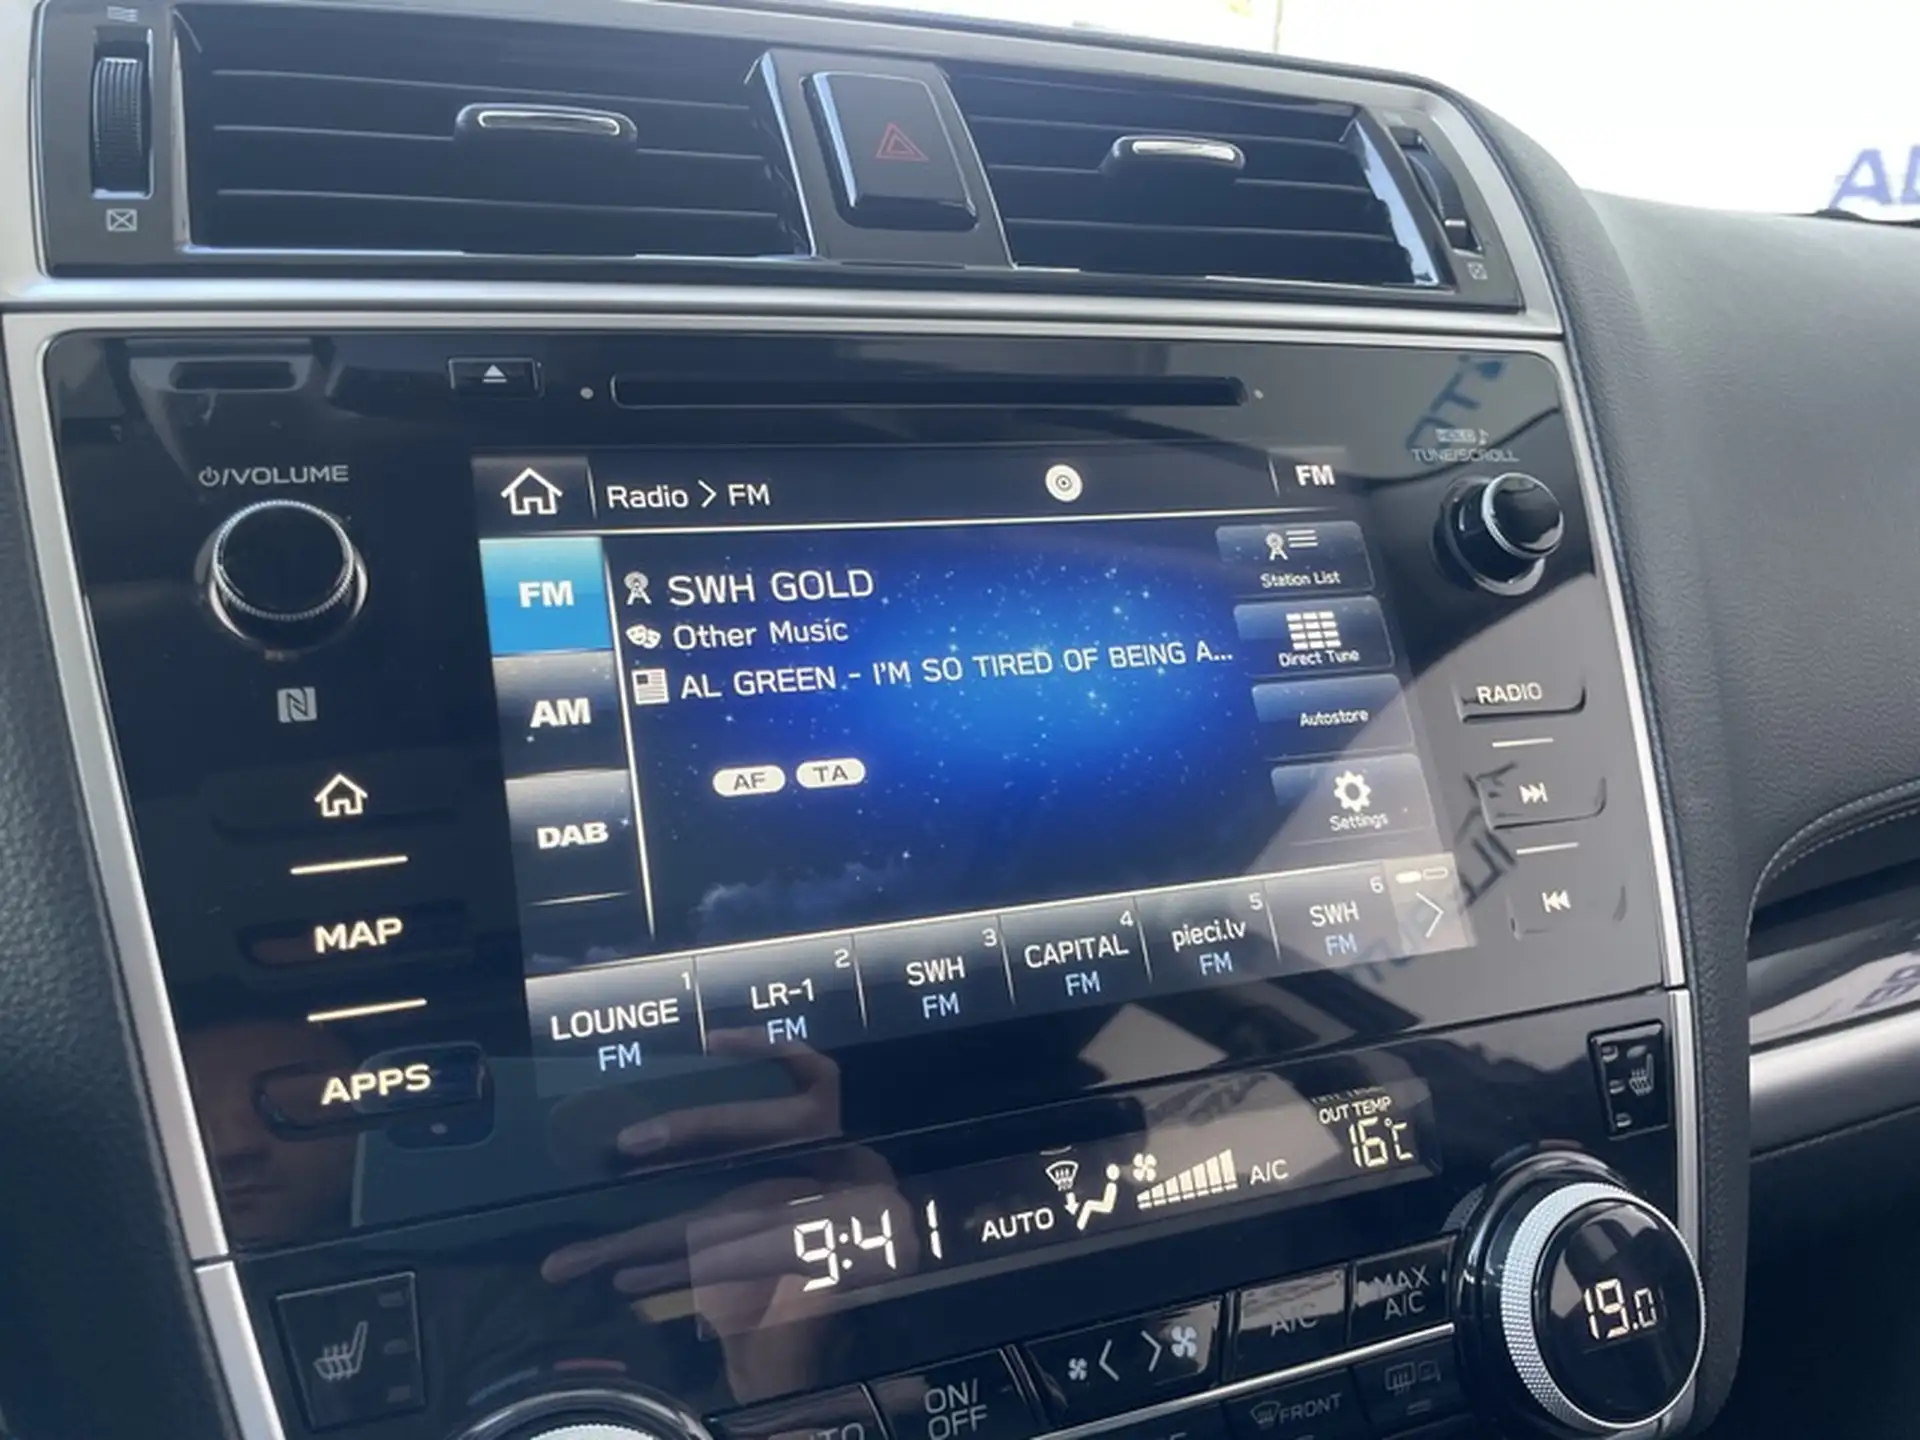 ⏻/VOLUME
HOLD ♪
TUNE/SCROLL
Radio > FM
FM
FM
SWH GOLD
Station List
Other Music
Direct Tune
AL GREEN - I'M SO TIRED OF BEING A...
AM
RADIO
Autostore
AF TA
DAB
Settings
MAP
1 2 3 4 5 6
LOUNGE LR-1 SWH CAPITAL pieci.lv SWH
FM FM FM FM FM FM
APPS
OUT TEMP
16°C
9:41 AUTO A/C
19.0
MAX
A/C
A/C
ON/
OFF
FRONT